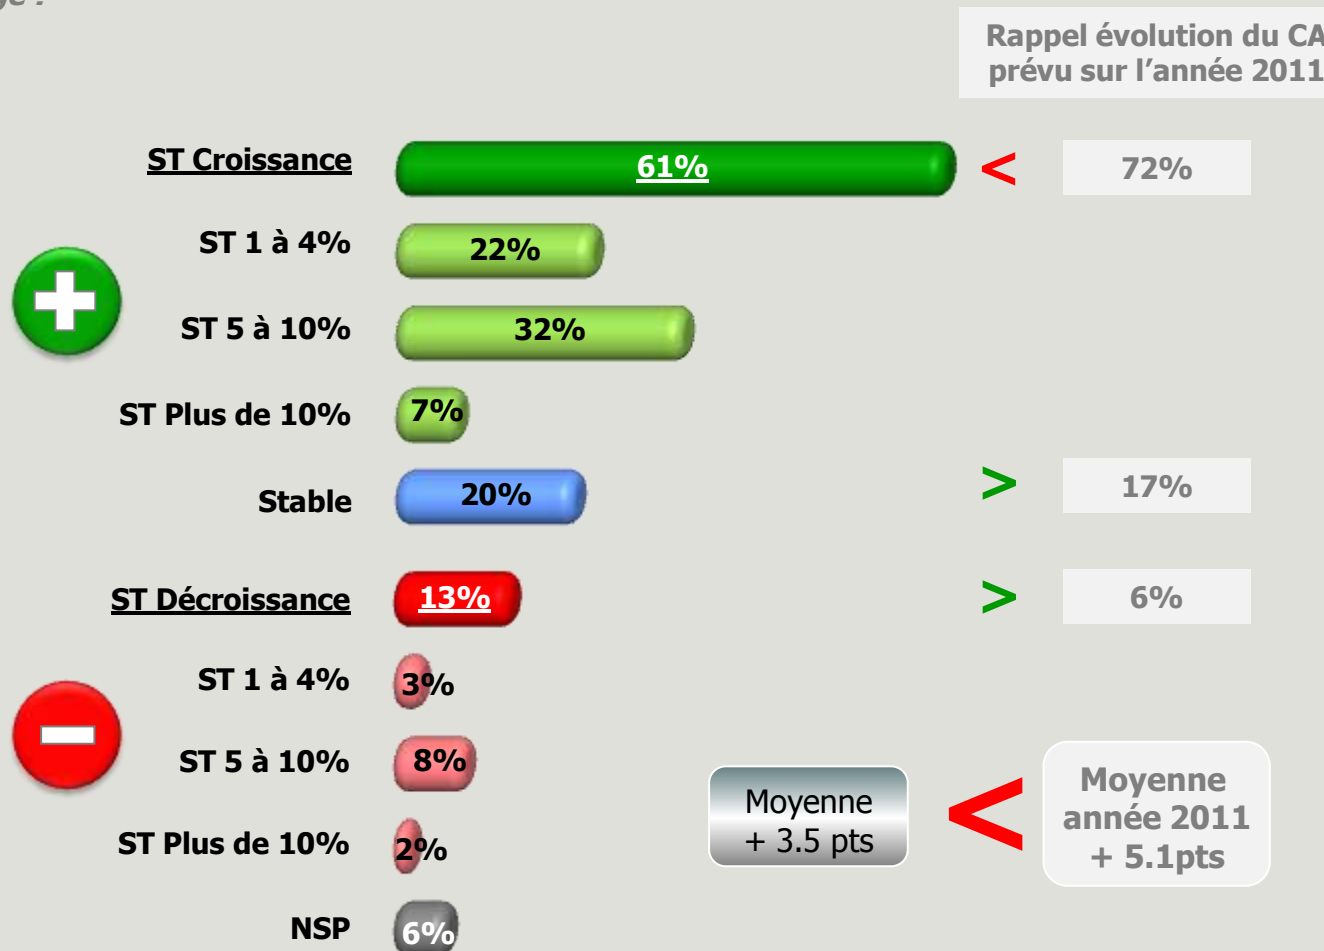 Rappel évolution du CA
prévu sur l'année 2011
ST Croissance 61% < 72%
ST 1 à 4% 22%
ST 5 à 10% 32%
ST Plus de 10% 7%
Stable 20% > 17%
ST Décroissance 13% > 6%
ST 1 à 4% 3%
ST 5 à 10% 8%
ST Plus de 10% 2%
Moyenne
+ 3.5 pts
<
Moyenne
année 2011
+ 5.1pts
NSP 6%